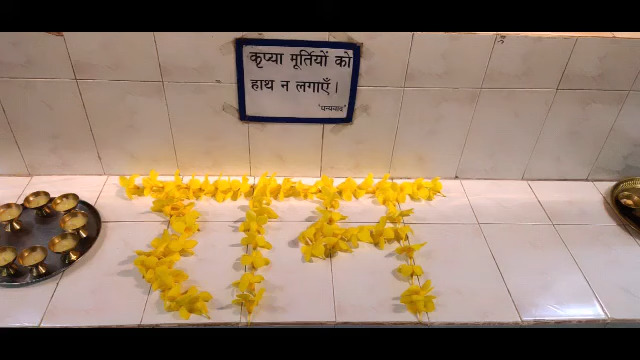 कृप्या मूर्तियों को
हाथ न लगाएँ।
'धन्यवाद'
राम